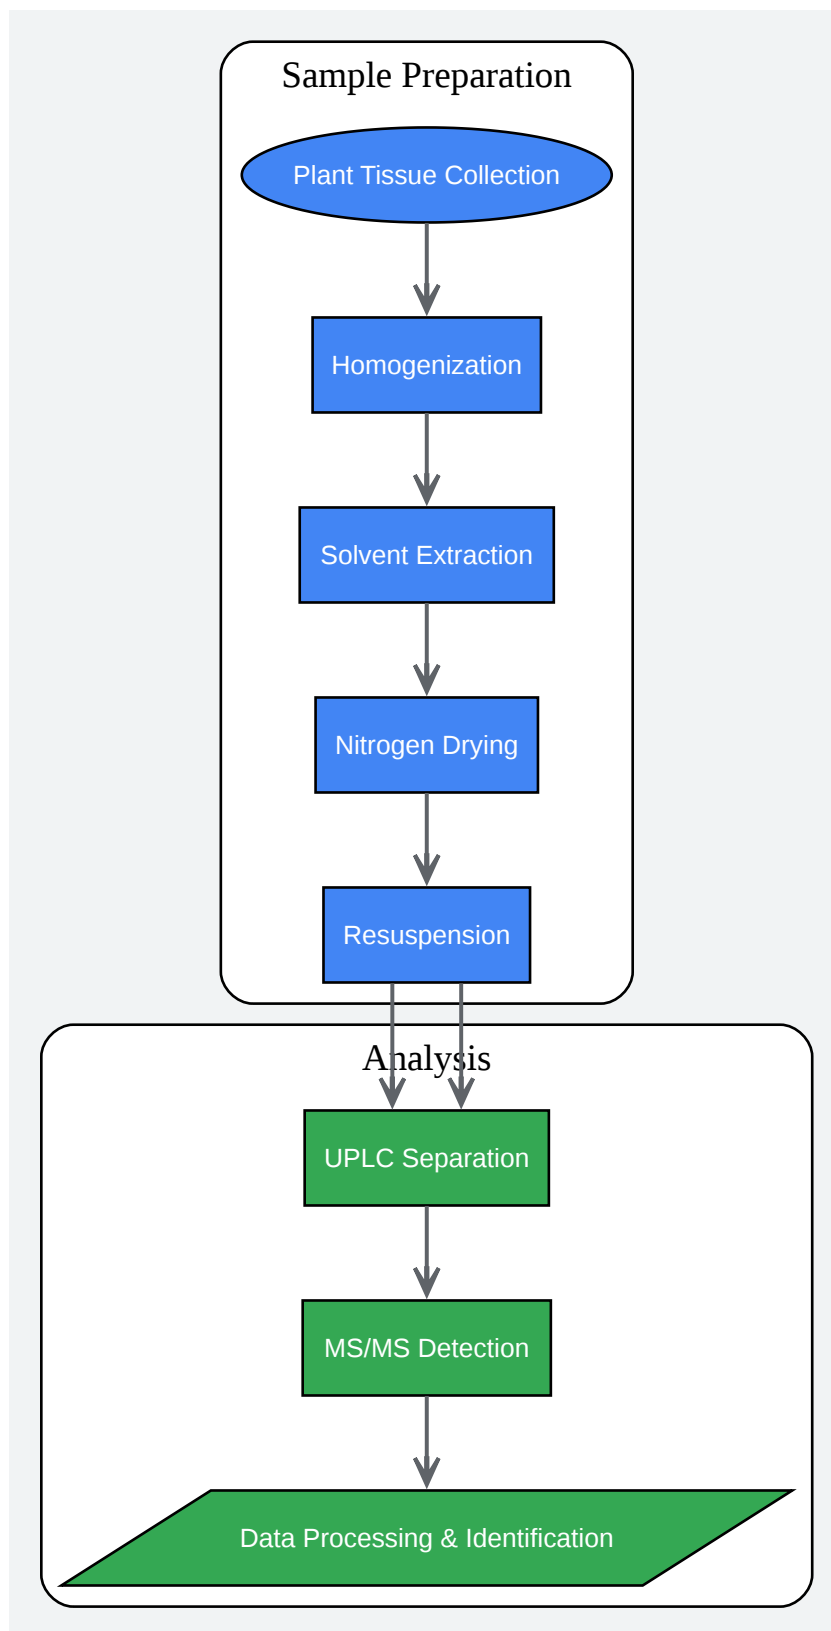 Sample Preparation
Plant Tissue Collection
Homogenization
Solvent Extraction
Nitrogen Drying
Resuspension
Analysis
UPLC Separation
MS/MS Detection
Data Processing & Identification